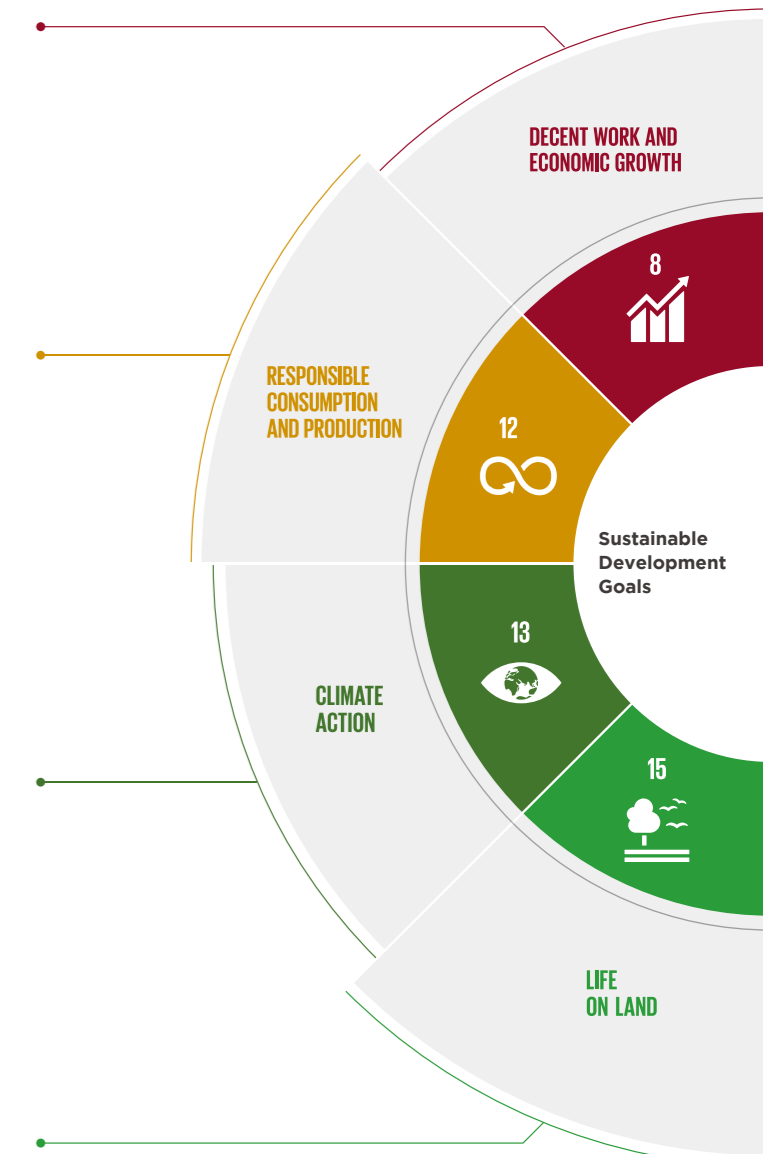 DECENT WORK AND
ECONOMIC GROWTH
8
RESPONSIBLE
CONSUMPTION
AND PRODUCTION
12
Sustainable
Development
Goals
13
CLIMATE
ACTION
15
LIFE
ON LAND